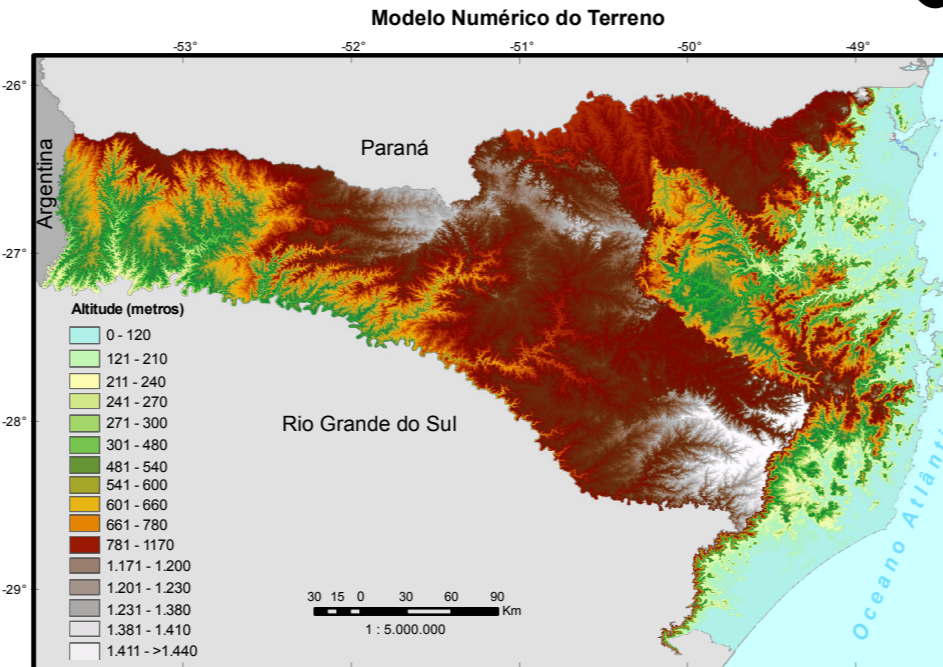 Modelo Numérico do Terreno
-53° -52° -51° -50° -49°
-26°
Paraná
Argentina
-27°
Altitude (metros)
0 - 120
121 - 210
211 - 240
241 - 270
271 - 300
301 - 480
481 - 540
541 - 600
601 - 660
661 - 780
781 - 1170
1.171 - 1.200
1.201 - 1.230
1.231 - 1.380
1.381 - 1.410
1.411 - >1.440
Rio Grande do Sul
-28°
-29°
30 15 0 30 60 90
Km
1 : 5.000.000
Oceano Atlânti